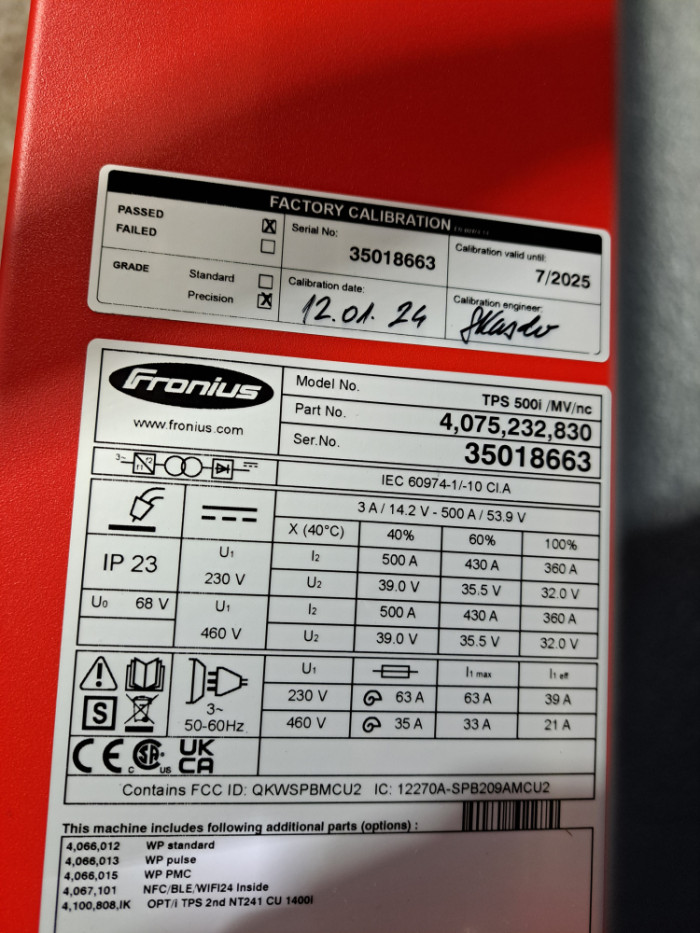 FACTORY CALIBRATION
PASSED X
FAILED
GRADE Standard
Precision X
Serial No:
35018663
Calibration valid until:
7/2025
Calibration date:
12.01.24
Calibration engineer:
Fronius
www.fronius.com
Model No. TPS 500i /MV/nc
Part No. 4,075,232,830
Ser.No. 35018663
3~ f1 f2
IEC 60974-1/-10 Cl.A
3 A / 14.2 V - 500 A / 53.9 V
X (40°C) 40% 60% 100%
IP 23
U1 230 V
I2 500 A 430 A 360 A
U2 39.0 V 35.5 V 32.0 V
U0 68 V
U1 460 V
I2 500 A 430 A 360 A
U2 39.0 V 35.5 V 32.0 V
S
3~
50-60Hz
U1 I1 max I1 eff
230 V 63 A 63 A 39 A
460 V 35 A 33 A 21 A
CE C SA US UK CA
Contains FCC ID: QKWSPBMCU2 IC: 12270A-SPB209AMCU2
This machine includes following additional parts (options) :
4,066,012 WP standard
4,066,013 WP pulse
4,066,015 WP PMC
4,067,101 NFC/BLE/WIFI24 Inside
4,100,808,IK OPT/i TPS 2nd NT241 CU 1400i